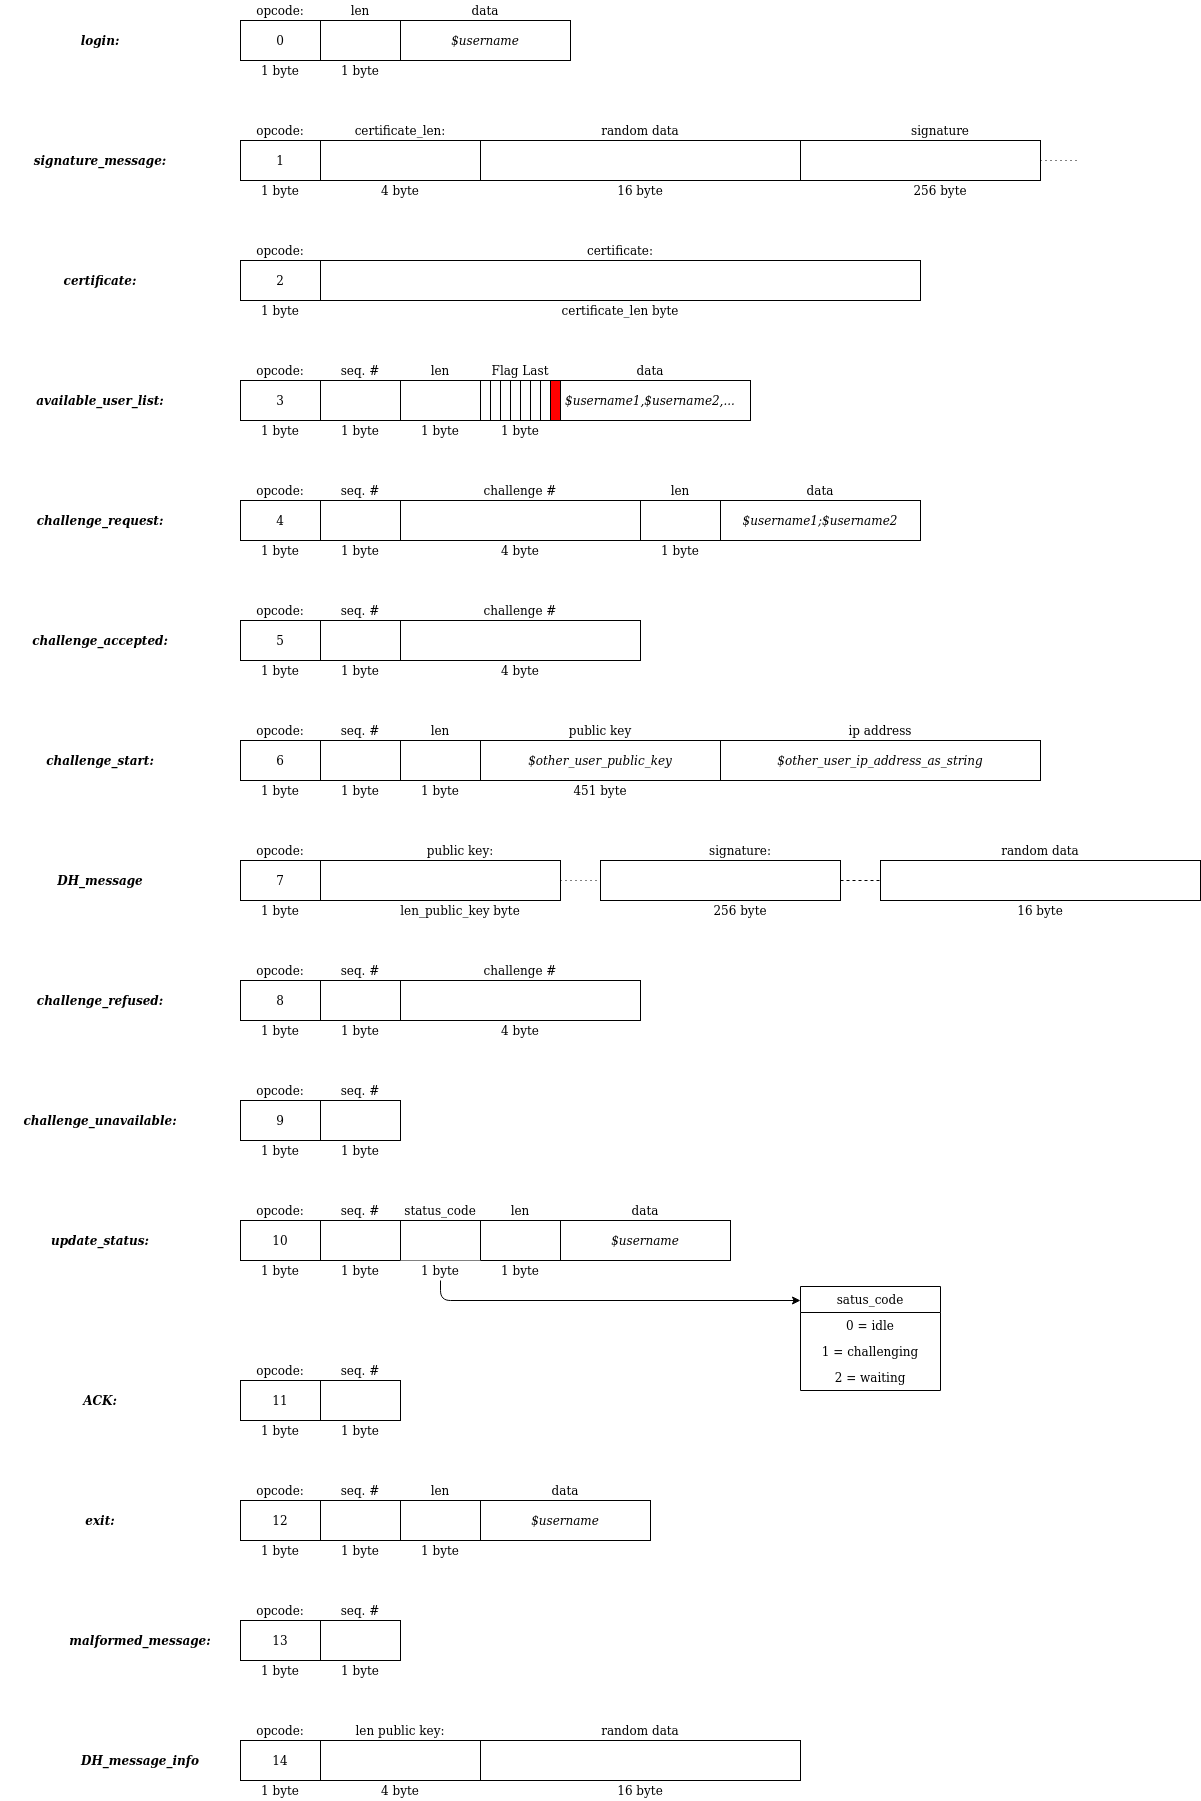 opcode: len data
login: 0 $username
1 byte 1 byte
opcode: certificate_len: random data signature
signature_message: 1
1 byte 4 byte 16 byte 256 byte
opcode: certificate:
certificate: 2
1 byte certificate_len byte
opcode: seq. # len Flag Last data
available_user_list: 3 $username1,$username2,...
1 byte 1 byte 1 byte 1 byte
opcode: seq. # challenge # len data
challenge_request: 4 $username1;$username2
1 byte 1 byte 4 byte 1 byte
opcode: seq. # challenge #
challenge_accepted: 5
1 byte 1 byte 4 byte
opcode: seq. # len public key ip address
challenge_start: 6 $other_user_public_key $other_user_ip_address_as_string
1 byte 1 byte 1 byte 451 byte
opcode: public key: signature: random data
DH_message 7
1 byte len_public_key byte 256 byte 16 byte
opcode: seq. # challenge #
challenge_refused: 8
1 byte 1 byte 4 byte
opcode: seq. #
challenge_unavailable: 9
1 byte 1 byte
opcode: seq. # status_code len data
update_status: 10 $username
1 byte 1 byte 1 byte 1 byte
satus_code
0 = idle
1 = challenging
2 = waiting
opcode: seq. #
ACK: 11
1 byte 1 byte
opcode: seq. # len data
exit: 12 $username
1 byte 1 byte 1 byte
opcode: seq. #
malformed_message: 13
1 byte 1 byte
opcode: len public key: random data
DH_message_info 14
1 byte 4 byte 16 byte